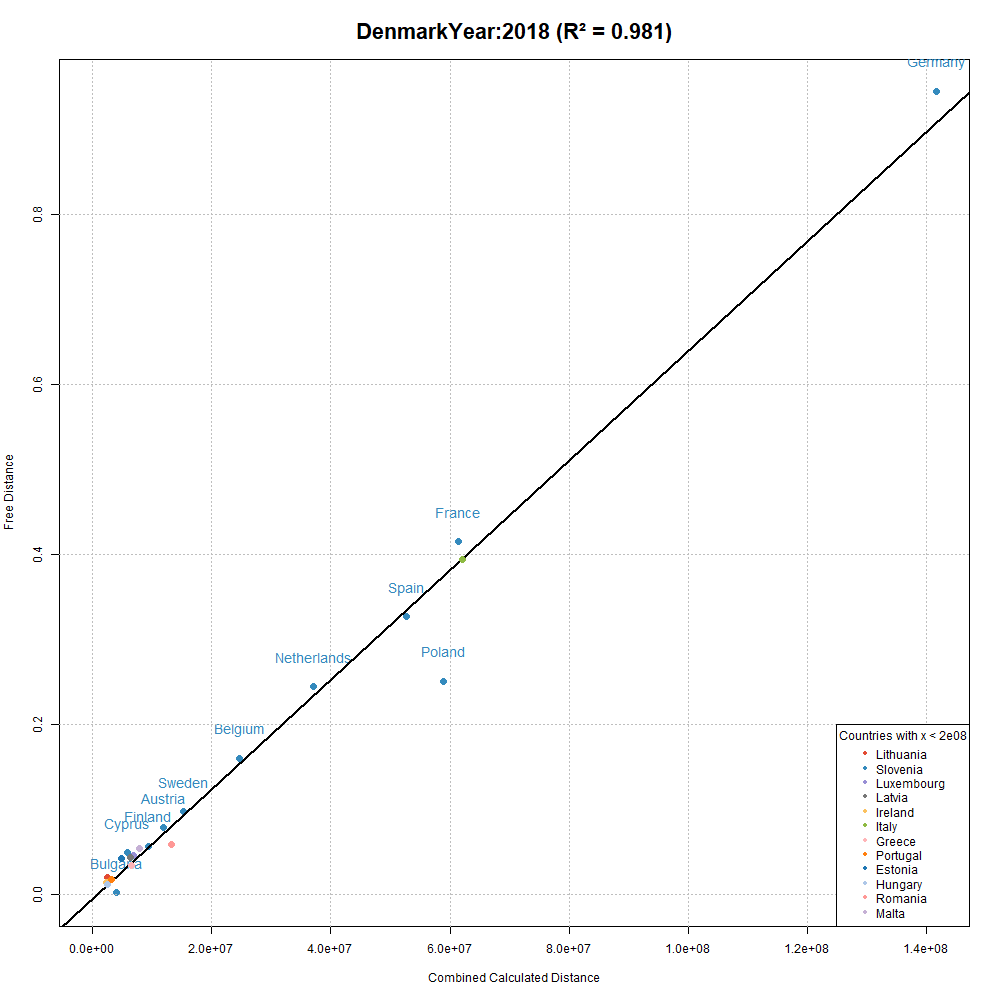 DenmarkYear:2018 (R² = 0.981)
Germany
0.8
0.6
France
0.4
Spain
Poland
Netherlands
0.2
Belgium
Sweden
Austria
Finland
Cyprus
Bulgaria
0.0
Free Distance
Countries with x < 2e08
Lithuania
Slovenia
Luxembourg
Latvia
Ireland
Italy
Greece
Portugal
Estonia
Hungary
Romania
Malta
0.0e+00 2.0e+07 4.0e+07 6.0e+07 8.0e+07 1.0e+08 1.2e+08 1.4e+08
Combined Calculated Distance